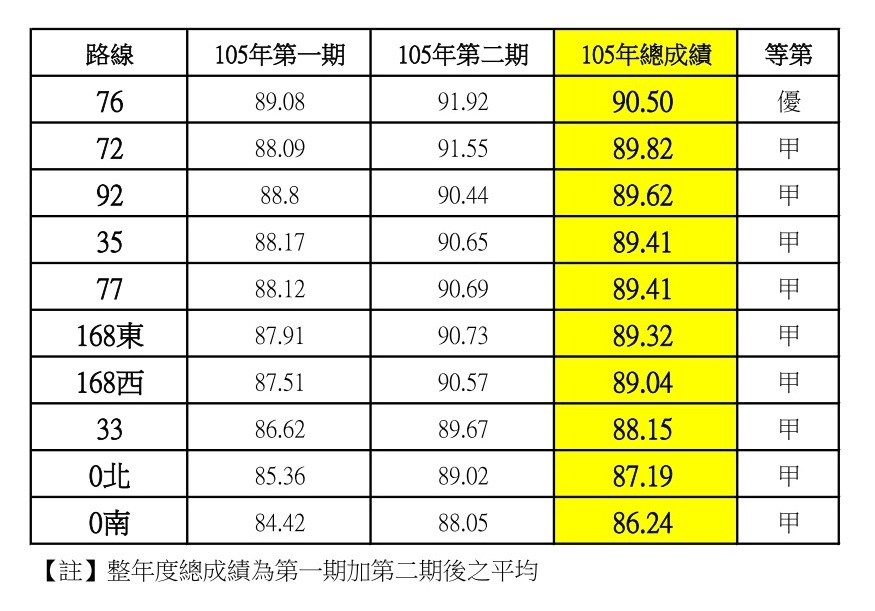 路線 105年第一期 105年第二期 105年總成績 等第
76 89.08 91.92 90.50 優
72 88.09 91.55 89.82 甲
92 88.8 90.44 89.62 甲
35 88.17 90.65 89.41 甲
77 88.12 90.69 89.41 甲
168東 87.91 90.73 89.32 甲
168西 87.51 90.57 89.04 甲
33 86.62 89.67 88.15 甲
0北 85.36 89.02 87.19 甲
0南 84.42 88.05 86.24 甲
【註】整年度總成績為第一期加第二期後之平均